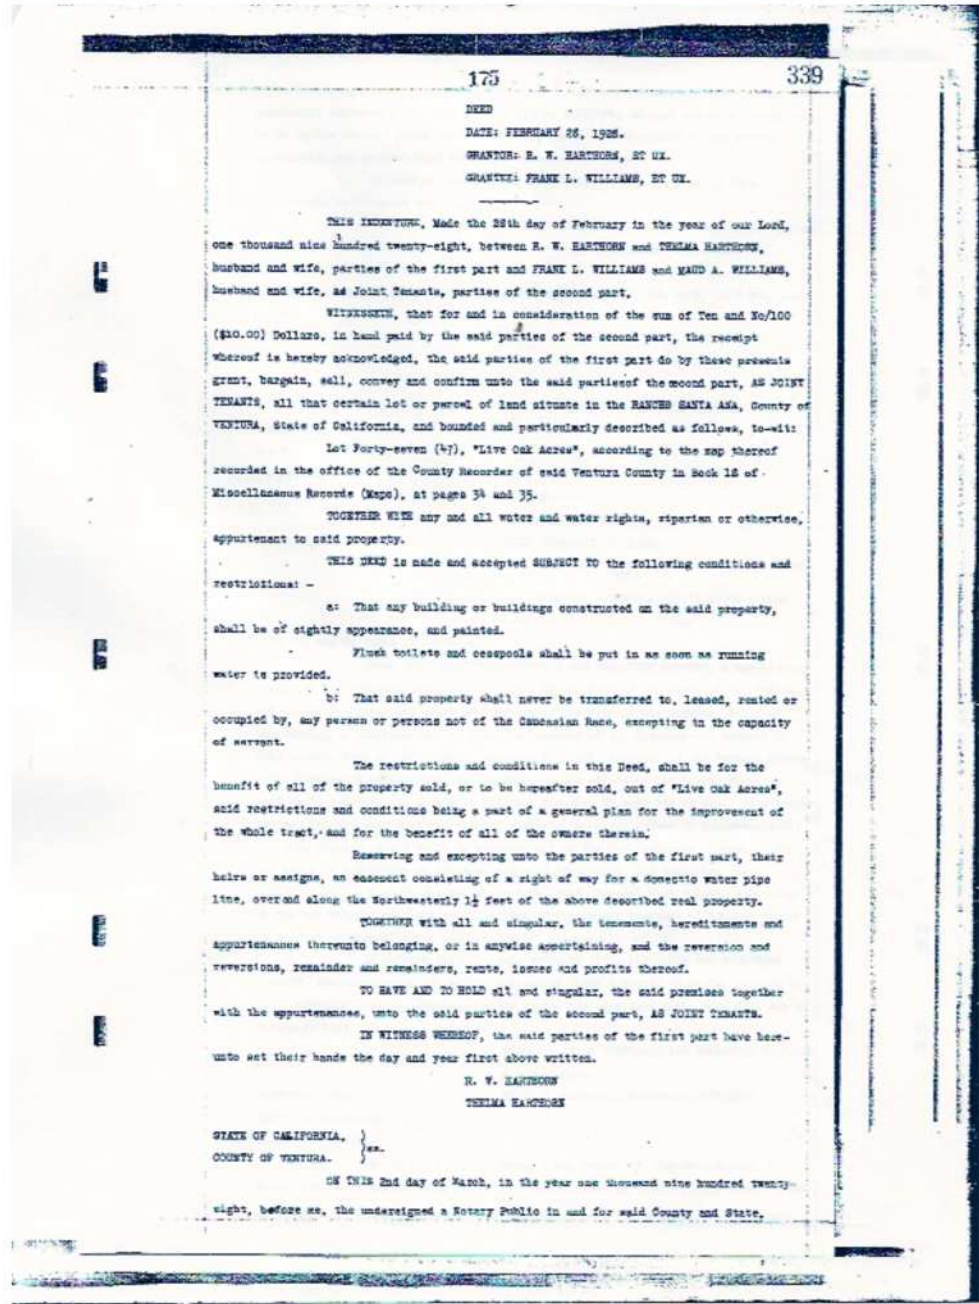 175 339
DEED
DATE: FEBRUARY 28, 1928.
GRANTOR: R. W. HARTHORN, ET UX.
GRANTEE: FRANK L. WILLIAMS, ET UX.
THIS INDENTURE, Made the 28th day of February in the year of our Lord,
one thousand nine hundred twenty-eight, between R. W. HARTHORN and THELMA HARTHORN,
husband and wife, parties of the first part and FRANK L. WILLIAMS and MAUD A. WILLIAMS,
husband and wife, as Joint Tenants, parties of the second part,
WITNESSETH, that for and in consideration of the sum of Ten and No/100
($10.00) Dollars, in hand paid by the said parties of the second part, the receipt
whereof is hereby acknowledged, the said parties of the first part do by these presents
grant, bargain, sell, convey and confirm unto the said partiesof the second part, AS JOINT
TENANTS, all that certain lot or parcel of land situate in the RANCHO SANTA ANA, County of
VENTURA, State of California, and bounded and particularly described as follows, to-wit:
Lot Forty-seven (47), "Live Oak Acres", according to the map thereof
recorded in the office of the County Recorder of said Ventura County in Book 12 of
Miscellaneous Records (Maps), at pages 34 and 35.
TOGETHER WITH any and all water and water rights, riparian or otherwise,
appurtenant to said property.
THIS DEED is made and accepted SUBJECT TO the following conditions and
restrictions: -
a: That any building or buildings constructed on the said property,
shall be of sightly appearance, and painted.
Flush toilets and cesspools shall be put in as soon as running
water is provided.
b: That said property shall never be transferred to, leased, rented or
occupied by, any person or persons not of the Caucasian Race, excepting in the capacity
of servant.
The restrictions and conditions in this Deed, shall be for the
benefit of all of the property sold, or to be hereafter sold, out of "Live Oak Acres",
said restrictions and conditions being a part of a general plan for the improvement of
the whole tract, and for the benefit of all of the owners therein.
Reserving and excepting unto the parties of the first part, their
heirs or assigns, an easement consisting of a right of way for a domestic water pipe
line, over and along the Northwesterly 1½ feet of the above described real property.
TOGETHER with all and singular, the tenements, hereditaments and
appurtenances thereunto belonging, or in anywise appertaining, and the reversion and
reversions, remainder and remainders, rents, issues and profits thereof.
TO HAVE AND TO HOLD all and singular, the said premises together
with the appurtenances, unto the said parties of the second part, AS JOINT TENANTS.
IN WITNESS WHEREOF, the said parties of the first part have here-
unto set their hands the day and year first above written.
R. W. HARTHORN
THELMA HARTHORN
STATE OF CALIFORNIA, )
COUNTY OF VENTURA. ) ss.
ON THIS 2nd day of March, in the year one thousand nine hundred twenty-
eight, before me, the undersigned a Notary Public in and for said County and State,